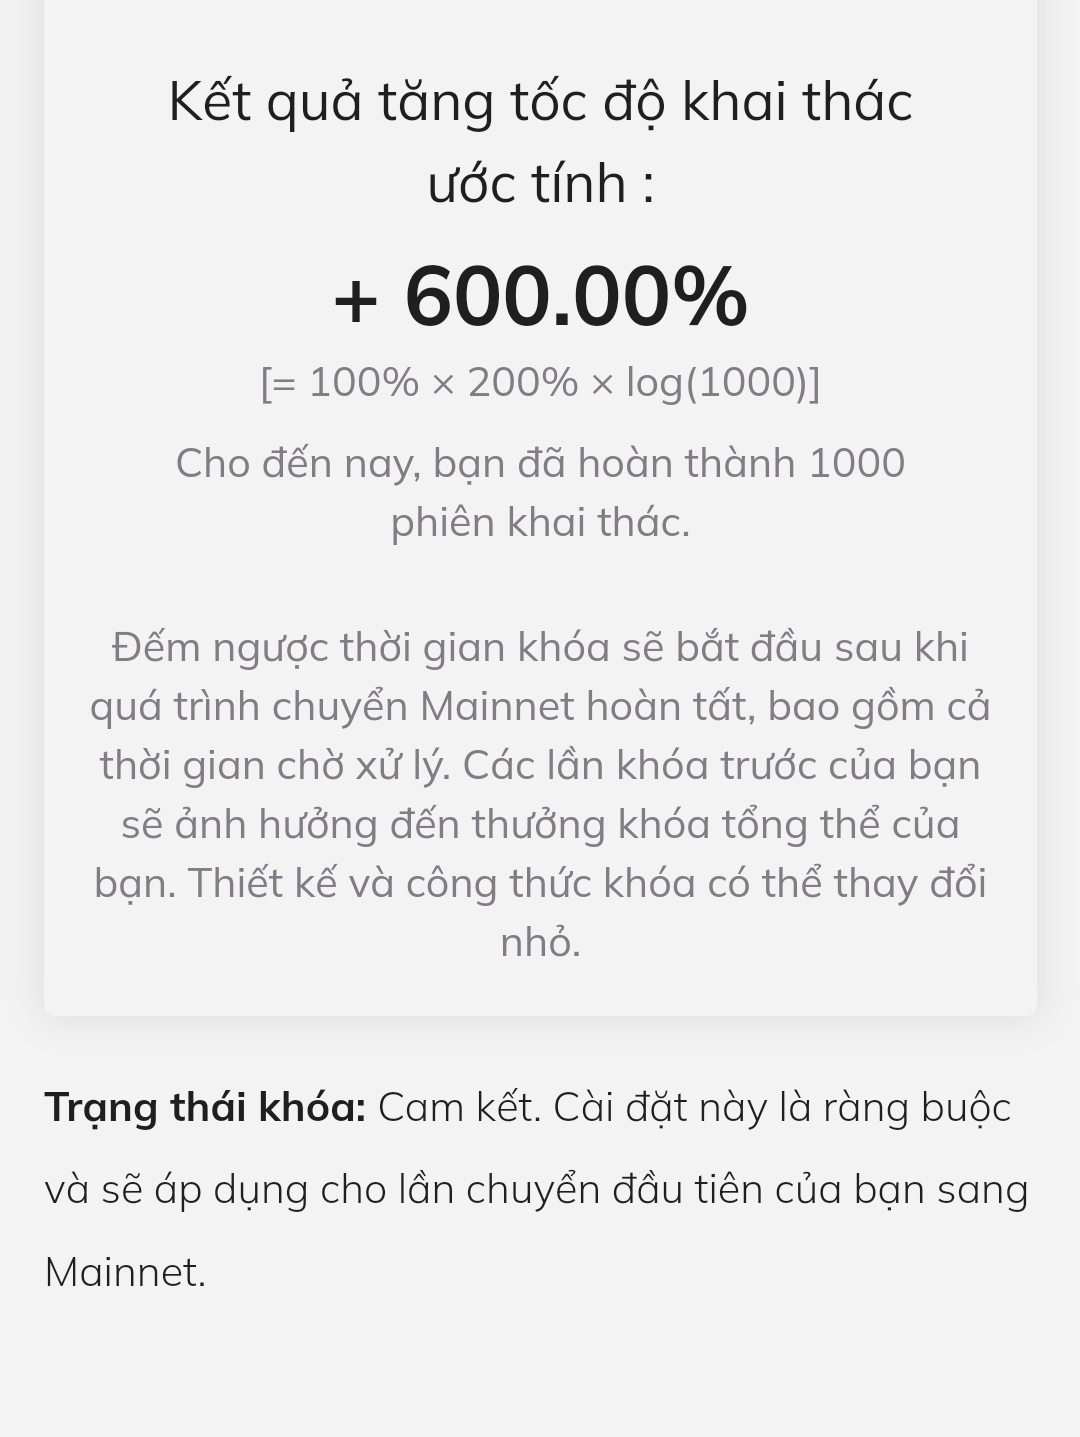 Kết quả tăng tốc độ khai thác
ước tính :
+ 600.00%
[= 100% × 200% × log(1000)]
Cho đến nay, bạn đã hoàn thành 1000
phiên khai thác.
Đếm ngược thời gian khóa sẽ bắt đầu sau khi
quá trình chuyển Mainnet hoàn tất, bao gồm cả
thời gian chờ xử lý. Các lần khóa trước của bạn
sẽ ảnh hưởng đến thưởng khóa tổng thể của
bạn. Thiết kế và công thức khóa có thể thay đổi
nhỏ.
Trạng thái khóa: Cam kết. Cài đặt này là ràng buộc
và sẽ áp dụng cho lần chuyển đầu tiên của bạn sang
Mainnet.